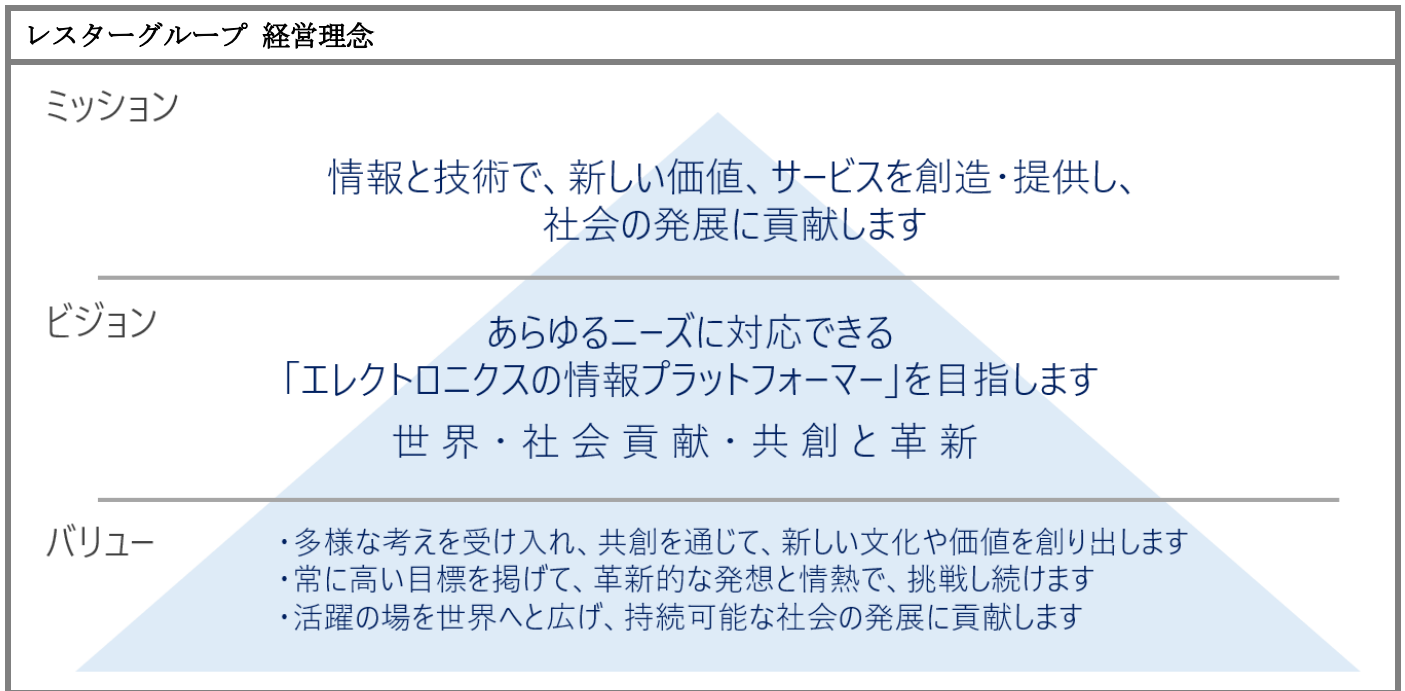 レスターグループ 経営理念
ミッション
情報と技術で、新しい価値、サービスを創造・提供し、
社会の発展に貢献します
ビジョン
あらゆるニーズに対応できる
「エレクトロニクスの情報プラットフォーマー」を目指します
世界・社会貢献・共創と革新
バリュー
・多様な考えを受け入れ、共創を通じて、新しい文化や価値を創り出します
・常に高い目標を掲げて、革新的な発想と情熱で、挑戦し続けます
・活躍の場を世界へと広げ、持続可能な社会の発展に貢献します